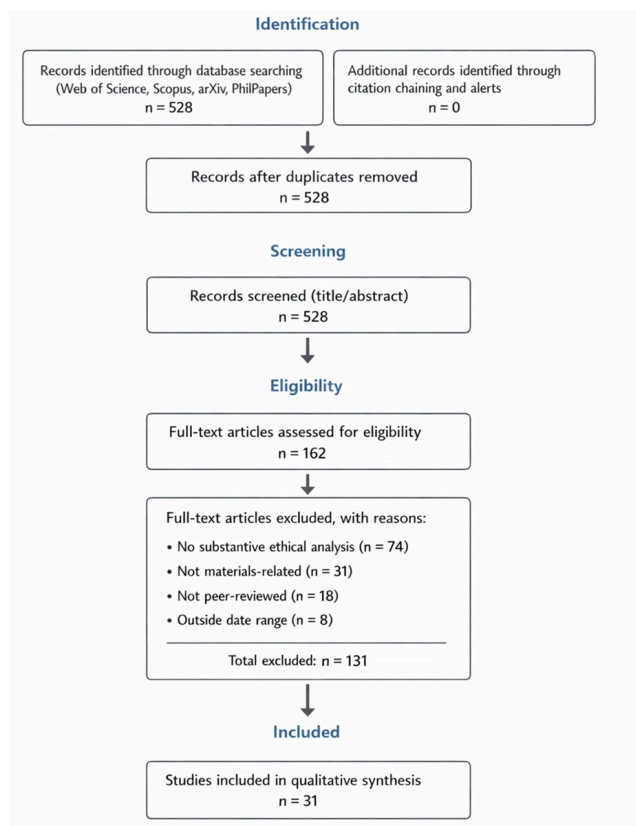 Identification
Records identified through database searching
(Web of Science, Scopus, arXiv, PhilPapers)
n = 528
Additional records identified through
citation chaining and alerts
n = 0
Records after duplicates removed
n = 528
Screening
Records screened (title/abstract)
n = 528
Eligibility
Full-text articles assessed for eligibility
n = 162
Full-text articles excluded, with reasons:
• No substantive ethical analysis (n = 74)
• Not materials-related (n = 31)
• Not peer-reviewed (n = 18)
• Outside date range (n = 8)
Total excluded: n = 131
Included
Studies included in qualitative synthesis
n = 31